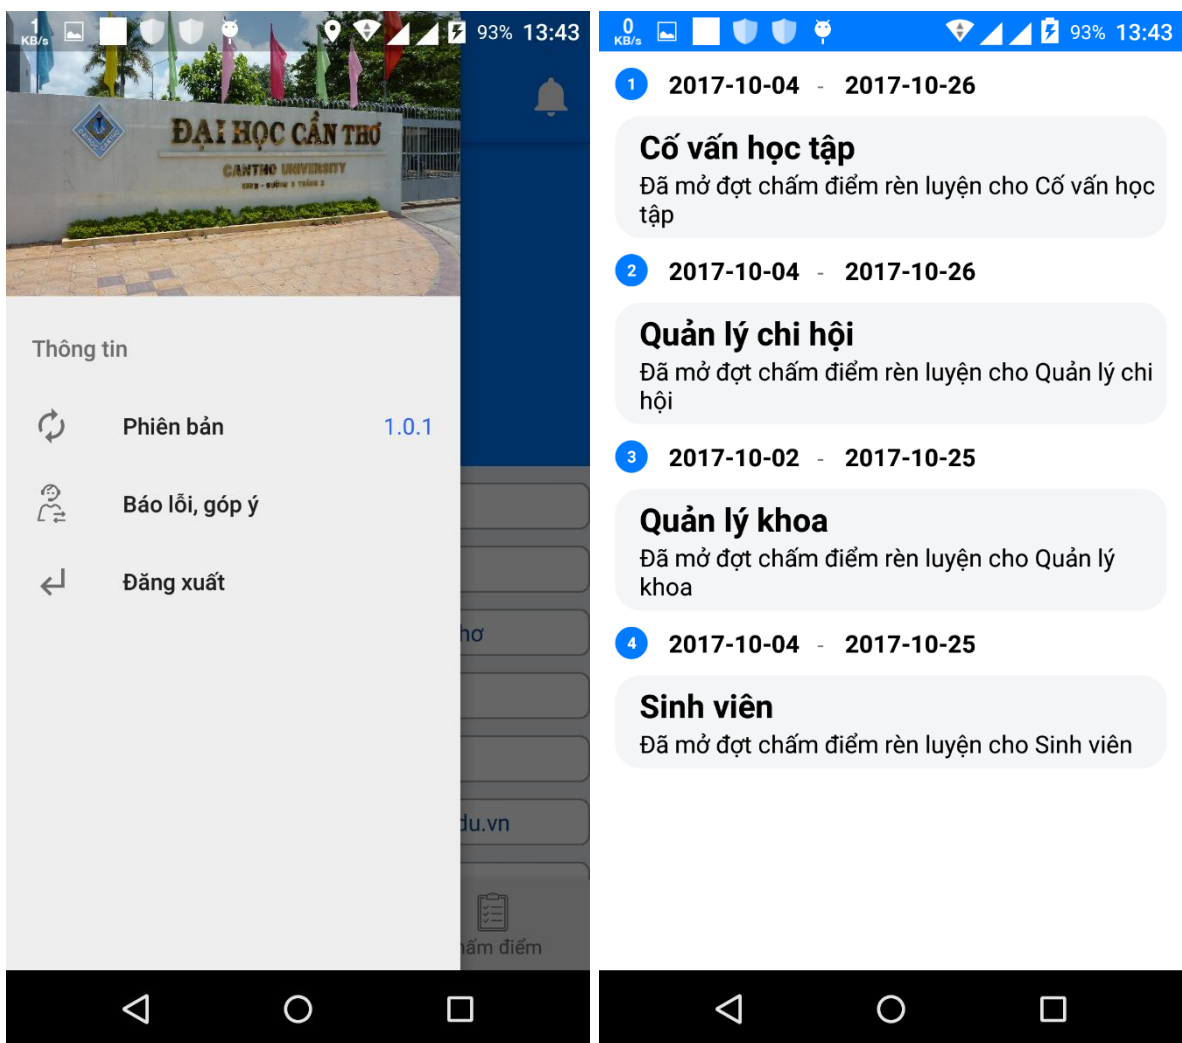 1
KB/s
93% 13:43
ĐẠI HỌC CẦN THƠ
CANTHO UNIVERSITY
Thông tin
Phiên bản 1.0.1
Báo lỗi, góp ý
Đăng xuất
hơ
du.vn
hấm điểm
0
KB/s
93% 13:43
1 2017-10-04 - 2017-10-26
Cố vấn học tập
Đã mở đợt chấm điểm rèn luyện cho Cố vấn học
tập
2 2017-10-04 - 2017-10-26
Quản lý chi hội
Đã mở đợt chấm điểm rèn luyện cho Quản lý chi
hội
3 2017-10-02 - 2017-10-25
Quản lý khoa
Đã mở đợt chấm điểm rèn luyện cho Quản lý
khoa
4 2017-10-04 - 2017-10-25
Sinh viên
Đã mở đợt chấm điểm rèn luyện cho Sinh viên